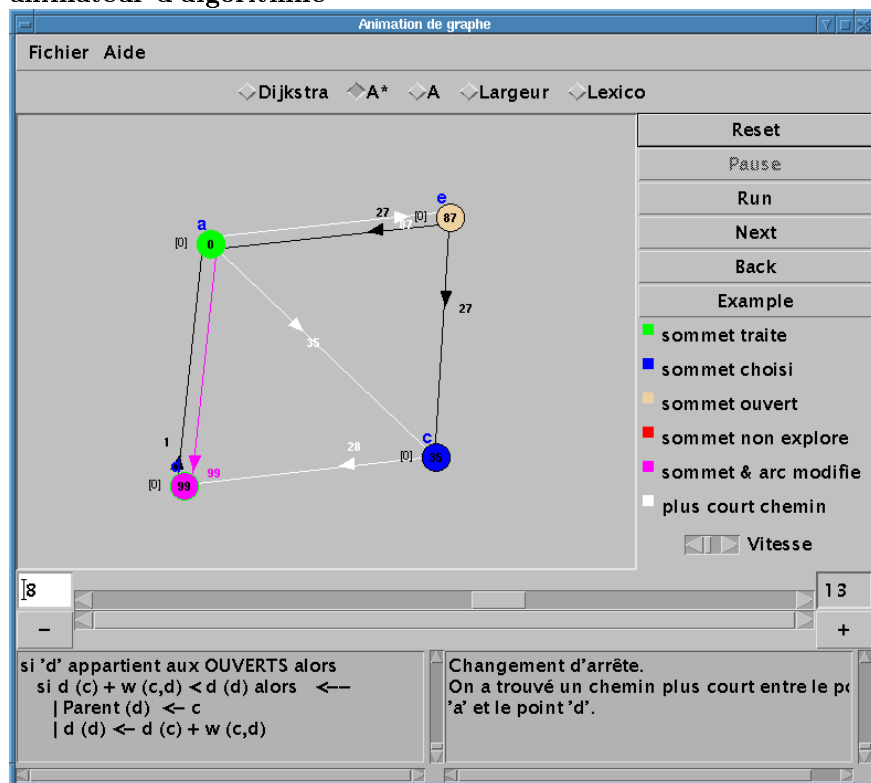 animateur d'algorithme
Animation de graphe
Fichier Aide
Dijkstra A* A Largeur Lexico
Reset
Pause
Run
Next
Back
Example
sommet traite
sommet choisi
sommet ouvert
sommet non explore
sommet & arc modifie
plus court chemin
Vitesse
e
27 [0] 87
87
a
[0] 0
27
35
1
28
c
[0] 35
99
[0] 99
8
13
−
+
si 'd' appartient aux OUVERTS alors
si d (c) + w (c,d) < d (d) alors <--
| Parent (d) <- c
| d (d) <- d (c) + w (c,d)
Changement d'arrête.
On a trouvé un chemin plus court entre le po
'a' et le point 'd'.